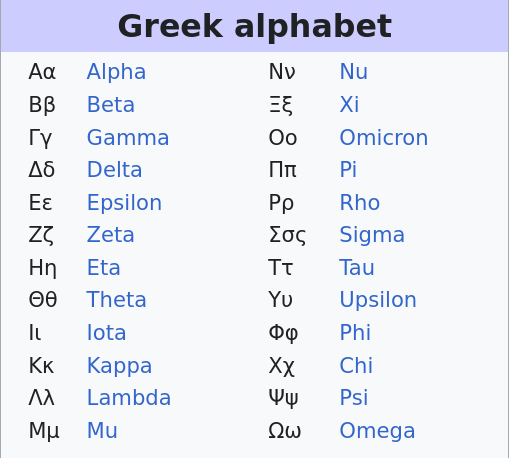 Greek alphabet
Αα Alpha Νν Nu
Ββ Beta Ξξ Xi
Γγ Gamma Οο Omicron
Δδ Delta Ππ Pi
Εε Epsilon Ρρ Rho
Ζζ Zeta Σσς Sigma
Ηη Eta Ττ Tau
Θθ Theta Υυ Upsilon
Ιι Iota Φφ Phi
Κκ Kappa Χχ Chi
Λλ Lambda Ψψ Psi
Μμ Mu Ωω Omega